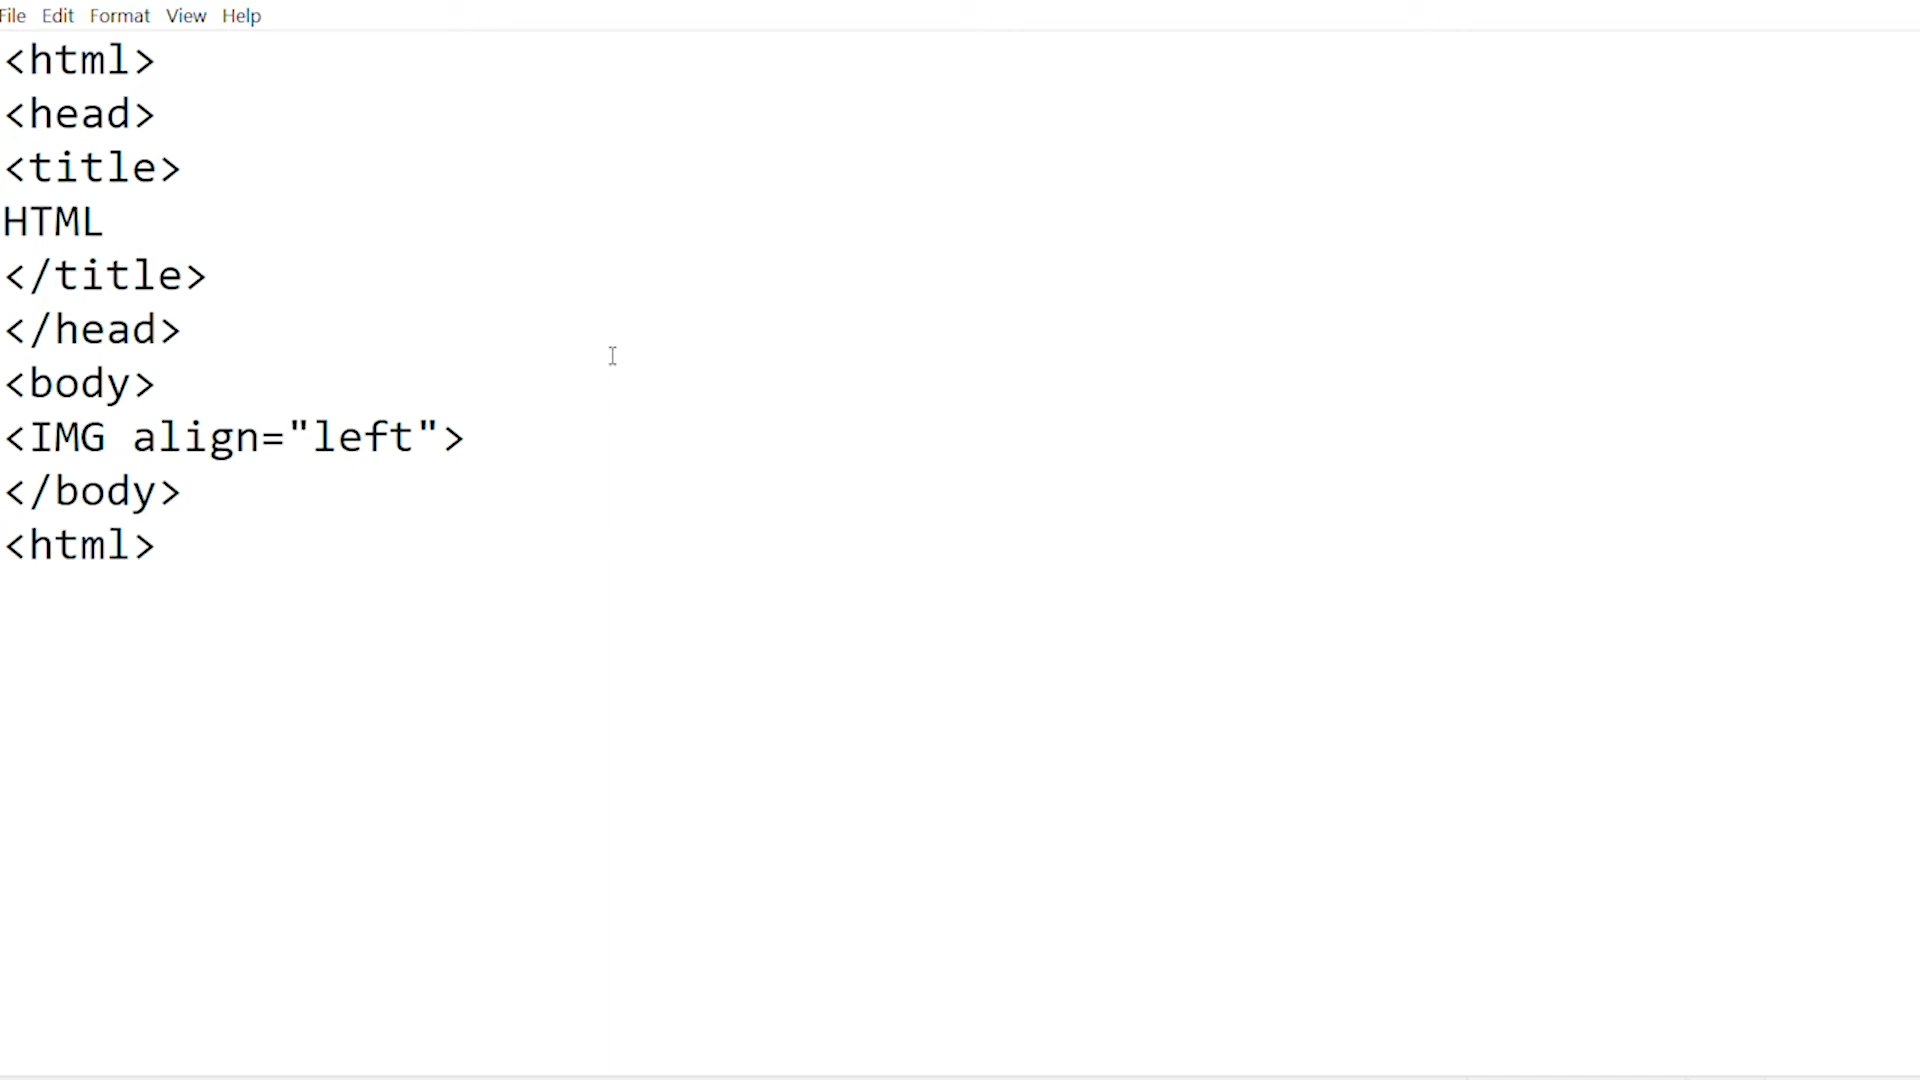 File Edit Format View Help
<html>
<head>
<title>
HTML
</title>
</head>
<body>
<IMG align="left">
</body>
<html>